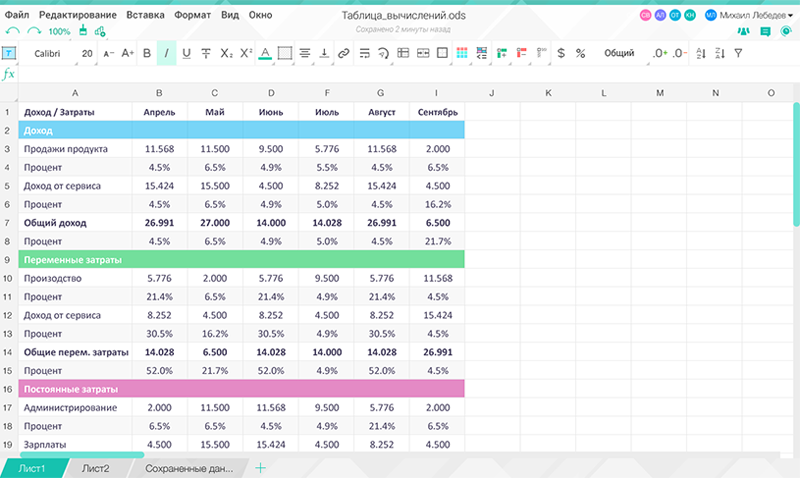 Файл Редактирование Вставка Формат Вид Окно Таблица_вычислений.ods СВ АЛ ОТ КН МЛ Михаил Лебедев
100% Сохранено 2 минуты назад
T Calibri 20 A− A+ B I U T X₂ X² A $ % Общий .0+ .0−
fx
A B C D E F G H I J K L M N O
1 Доход / Затраты Апрель Май Июнь Июль Август Сентябрь
2 Доход
3 Продажи продукта 11.568 11.500 9.500 5.776 11.568 2.000
4 Процент 4.5% 6.5% 4.9% 5.5% 4.5% 6.5%
5 Доход от сервиса 15.424 15.500 4.500 8.252 15.424 4.500
6 Процент 4.5% 6.5% 4.9% 5.0% 4.5% 16.2%
7 Общий доход 26.991 27.000 14.000 14.028 26.991 6.500
8 Процент 4.5% 6.5% 4.9% 5.0% 4.5% 21.7%
9 Переменные затраты
10 Произодство 5.776 2.000 5.776 9.500 5.776 11.568
11 Процент 21.4% 6.5% 21.4% 4.9% 21.4% 4.5%
12 Доход от сервиса 8.252 4.500 8.252 4.500 8.252 15.424
13 Процент 30.5% 16.2% 30.5% 4.9% 30.5% 4.5%
14 Общие перем. затраты 14.028 6.500 14.028 14.000 14.028 26.991
15 Процент 52.0% 21.7% 52.0% 4.9% 52.0% 4.5%
16 Постоянные затраты
17 Администрирование 2.000 11.500 11.568 9.500 5.776 2.000
18 Процент 6.5% 6.5% 4.5% 4.9% 21.4% 6.5%
19 Зарплаты 4.500 15.500 15.424 4.500 8.252 4.500
Лист1 Лист2 Сохраненные дан...